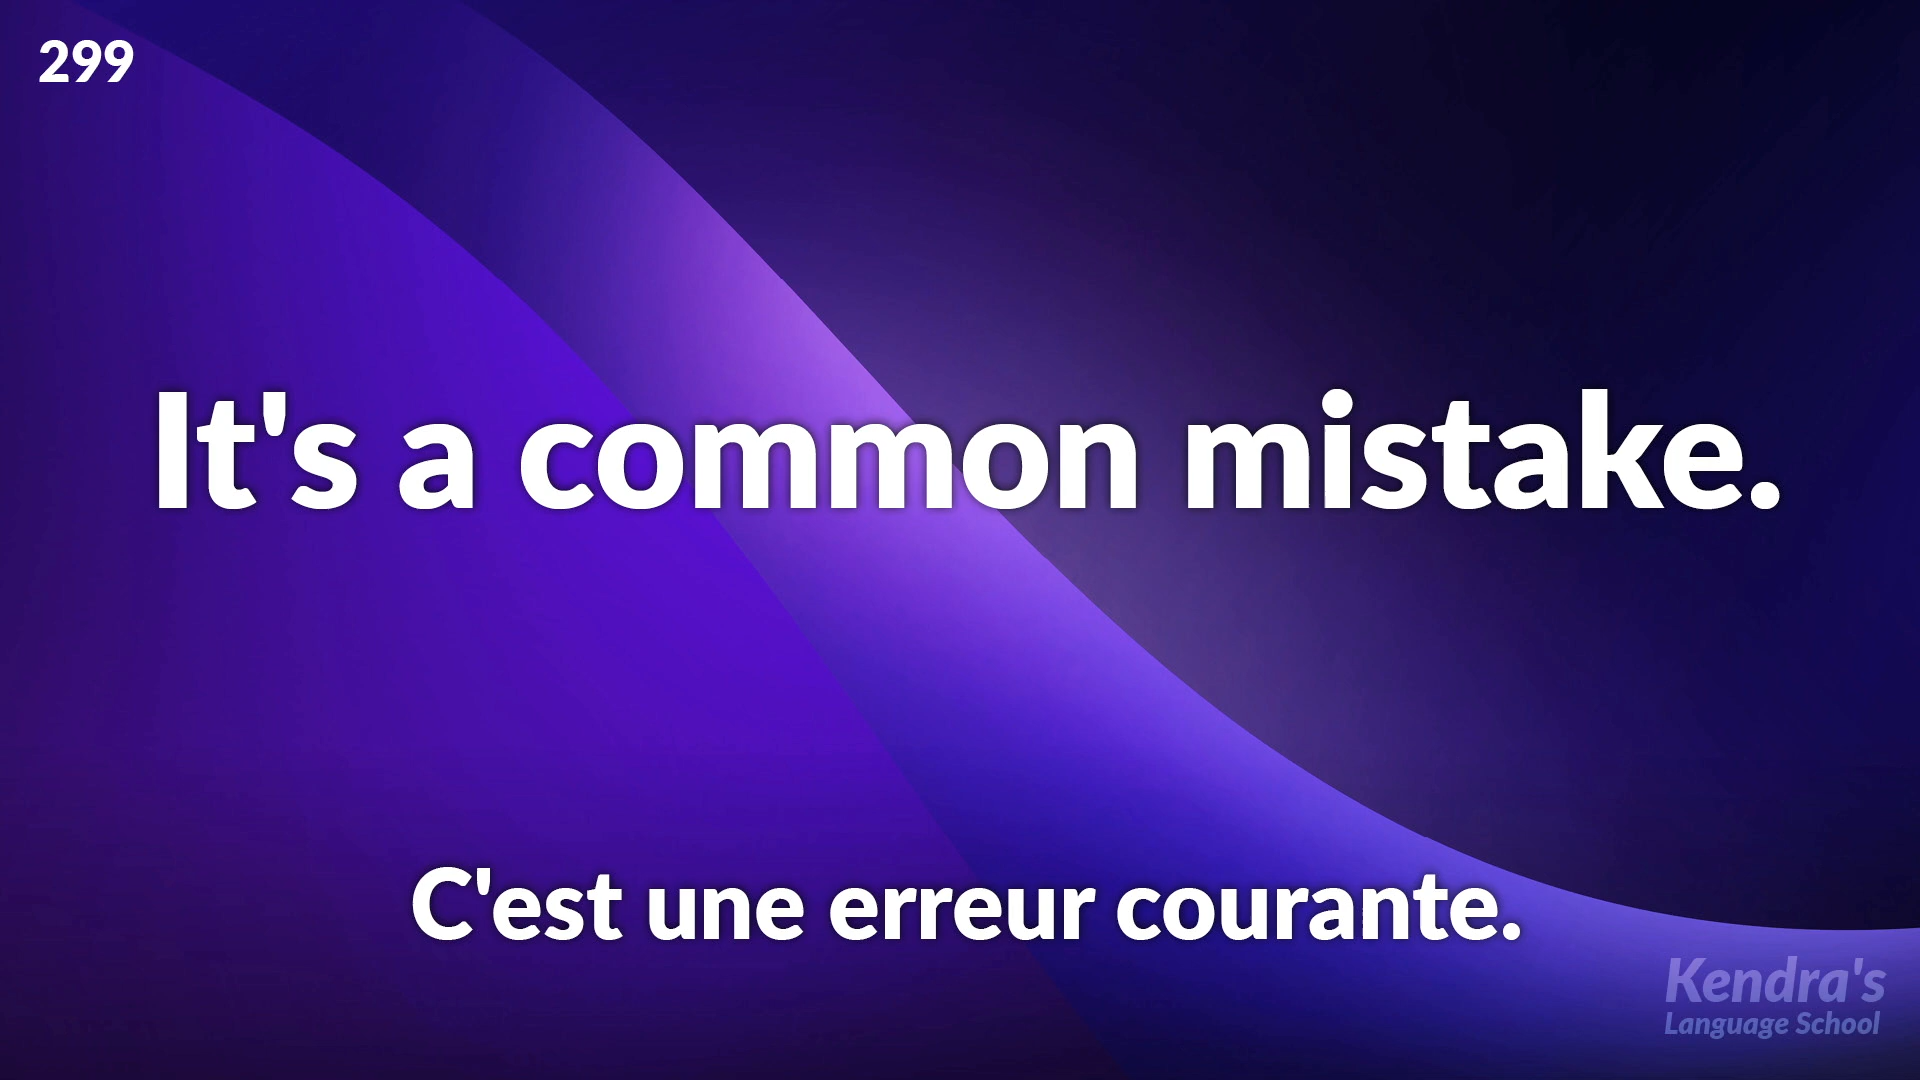 299
It's a common mistake.
C'est une erreur courante.
Kendra's
Language School